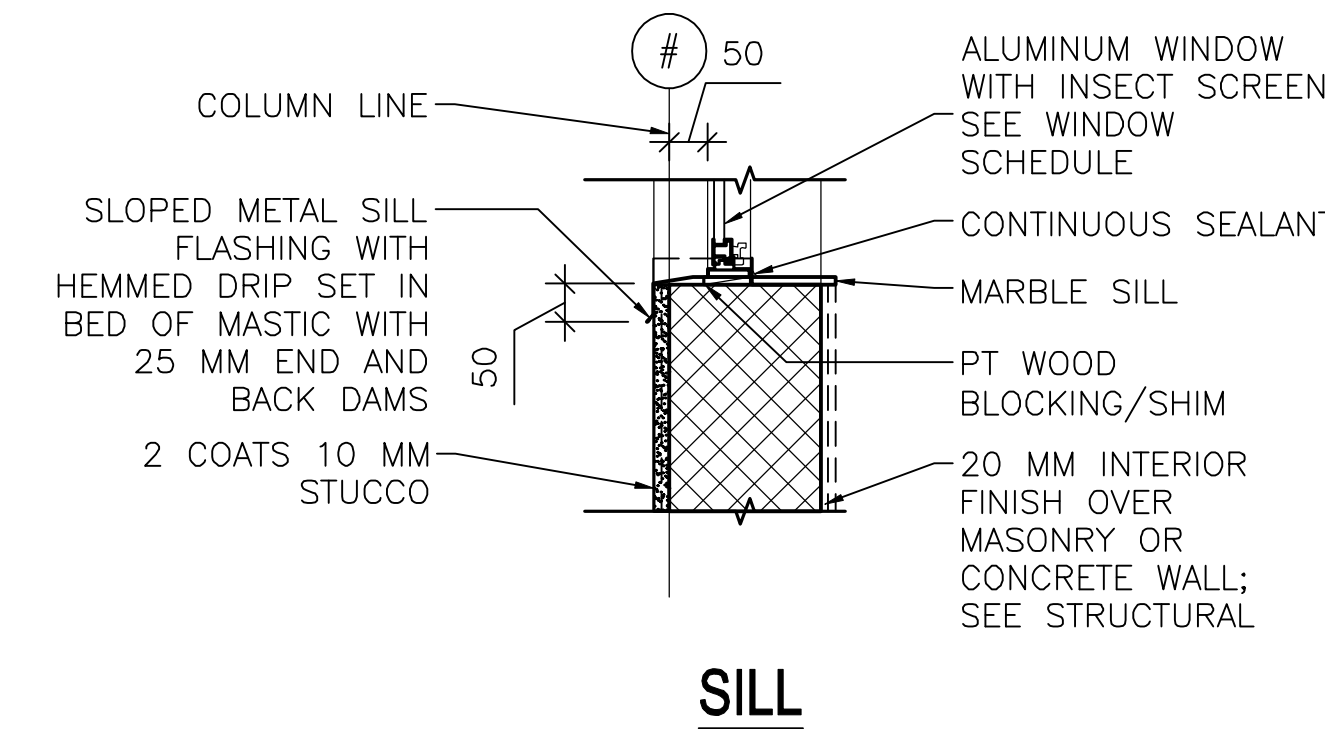 #
50
COLUMN LINE
SLOPED METAL SILL
FLASHING WITH
HEMMED DRIP SET IN
BED OF MASTIC WITH
25 MM END AND
BACK DAMS
2 COATS 10 MM
STUCCO
50
ALUMINUM WINDOW
WITH INSECT SCREEN
SEE WINDOW
SCHEDULE
CONTINUOUS SEALANT
MARBLE SILL
PT WOOD
BLOCKING/SHIM
20 MM INTERIOR
FINISH OVER
MASONRY OR
CONCRETE WALL;
SEE STRUCTURAL
SILL